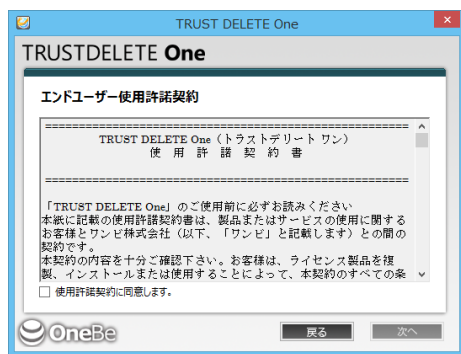 TRUST DELETE One
TRUSTDELETE One
エンドユーザー使用許諾契約
=====================================================
TRUST DELETE One（トラストデリート ワン）
使 用 許 諾 契 約 書
=====================================================
「TRUST DELETE One」のご使用前に必ずお読みください
本紙に記載の使用許諾契約書は、製品またはサービスの使用に関する
お客様とワンビ株式会社（以下、「ワンビ」と記載します）との間の
契約です。
本契約の内容を十分ご確認下さい。お客様は、ライセンス製品を複
製、インストールまたは使用することによって、本契約のすべての条
使用許諾契約に同意します。
OneBe
戻る
次へ